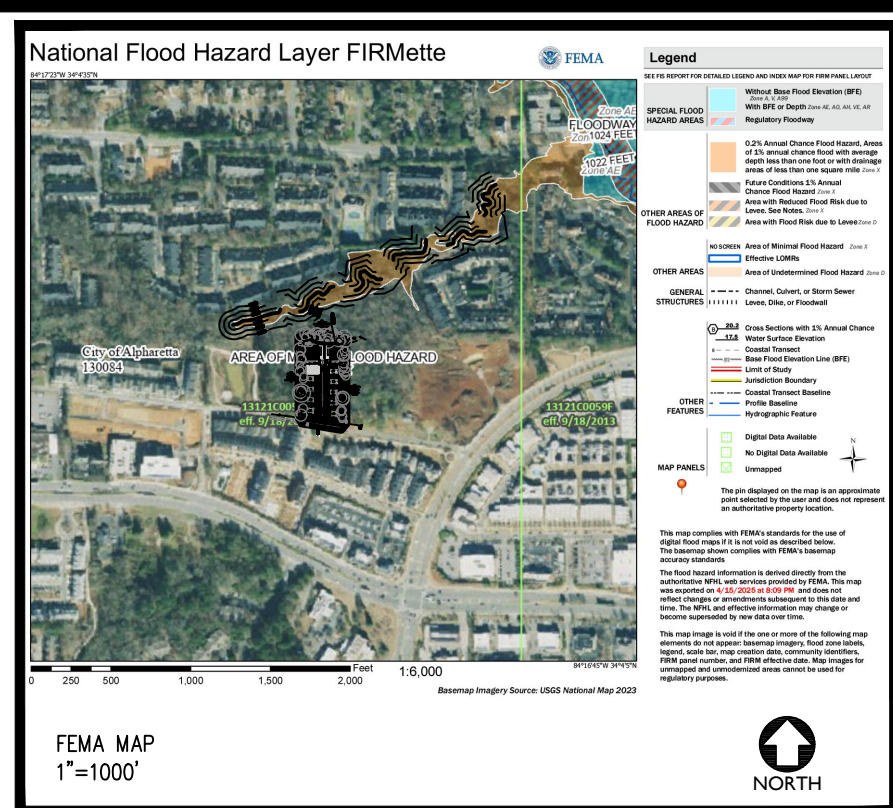 National Flood Hazard Layer FIRMette
FEMA
84°17'23"W 34°4'35"N
Zone AE
FLOODWAY
1024 FEET
1022 FEET
Zone AE
City of Alpharetta
130084
AREA OF M
LOOD HAZARD
eff. 9/18/2
13121C0059F
eff. 9/18/2013
Feet
0 250 500 1,000 1,500 2,000
1:6,000
84°16'45"W 34°4'5"N
Basemap Imagery Source: USGS National Map 2023
Legend
SEE FIS REPORT FOR DETAILED LEGEND AND INDEX MAP FOR FIRM PANEL LAYOUT
SPECIAL FLOOD
HAZARD AREAS
Without Base Flood Elevation (BFE)
Zone A, V, A99
With BFE or Depth Zone AE, AO, AH, VE, AR
Regulatory Floodway
OTHER AREAS OF
FLOOD HAZARD
0.2% Annual Chance Flood Hazard, Areas
of 1% annual chance flood with average
depth less than one foot or with drainage
areas of less than one square mile Zone X
Future Conditions 1% Annual
Chance Flood Hazard Zone X
Area with Reduced Flood Risk due to
Levee. See Notes. Zone X
Area with Flood Risk due to Levee Zone D
OTHER AREAS
NO SCREEN Area of Minimal Flood Hazard Zone X
Effective LOMRs
Area of Undetermined Flood Hazard Zone D
GENERAL
STRUCTURES
Channel, Culvert, or Storm Sewer
Levee, Dike, or Floodwall
OTHER
FEATURES
B 20.2 Cross Sections with 1% Annual Chance
17.5 Water Surface Elevation
Coastal Transect
Base Flood Elevation Line (BFE)
Limit of Study
Jurisdiction Boundary
Coastal Transect Baseline
Profile Baseline
Hydrographic Feature
MAP PANELS
Digital Data Available
No Digital Data Available
Unmapped
N
The pin displayed on the map is an approximate
point selected by the user and does not represent
an authoritative property location.
This map complies with FEMA's standards for the use of
digital flood maps if it is not void as described below.
The basemap shown complies with FEMA's basemap
accuracy standards
The flood hazard information is derived directly from the
authoritative NFHL web services provided by FEMA. This map
was exported on 4/15/2025 at 8:09 PM and does not
reflect changes or amendments subsequent to this date and
time. The NFHL and effective information may change or
become superseded by new data over time.
This map image is void if the one or more of the following map
elements do not appear: basemap imagery, flood zone labels,
legend, scale bar, map creation date, community identifiers,
FIRM panel number, and FIRM effective date. Map images for
unmapped and unmodernized areas cannot be used for
regulatory purposes.
FEMA MAP
1"=1000'
NORTH